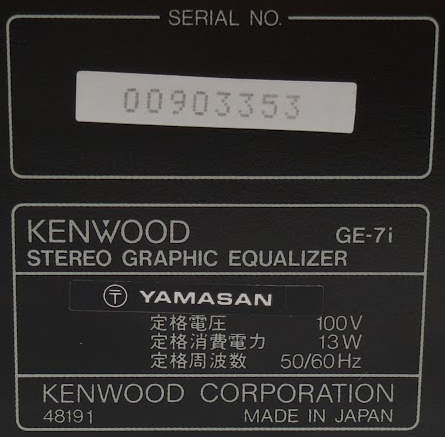 SERIAL NO.
00903353
KENWOOD GE-7i
STEREO GRAPHIC EQUALIZER
〒 YAMASAN
定格電圧 100V
定格消費電力 13W
定格周波数 50/60Hz
KENWOOD CORPORATION
48191 MADE IN JAPAN